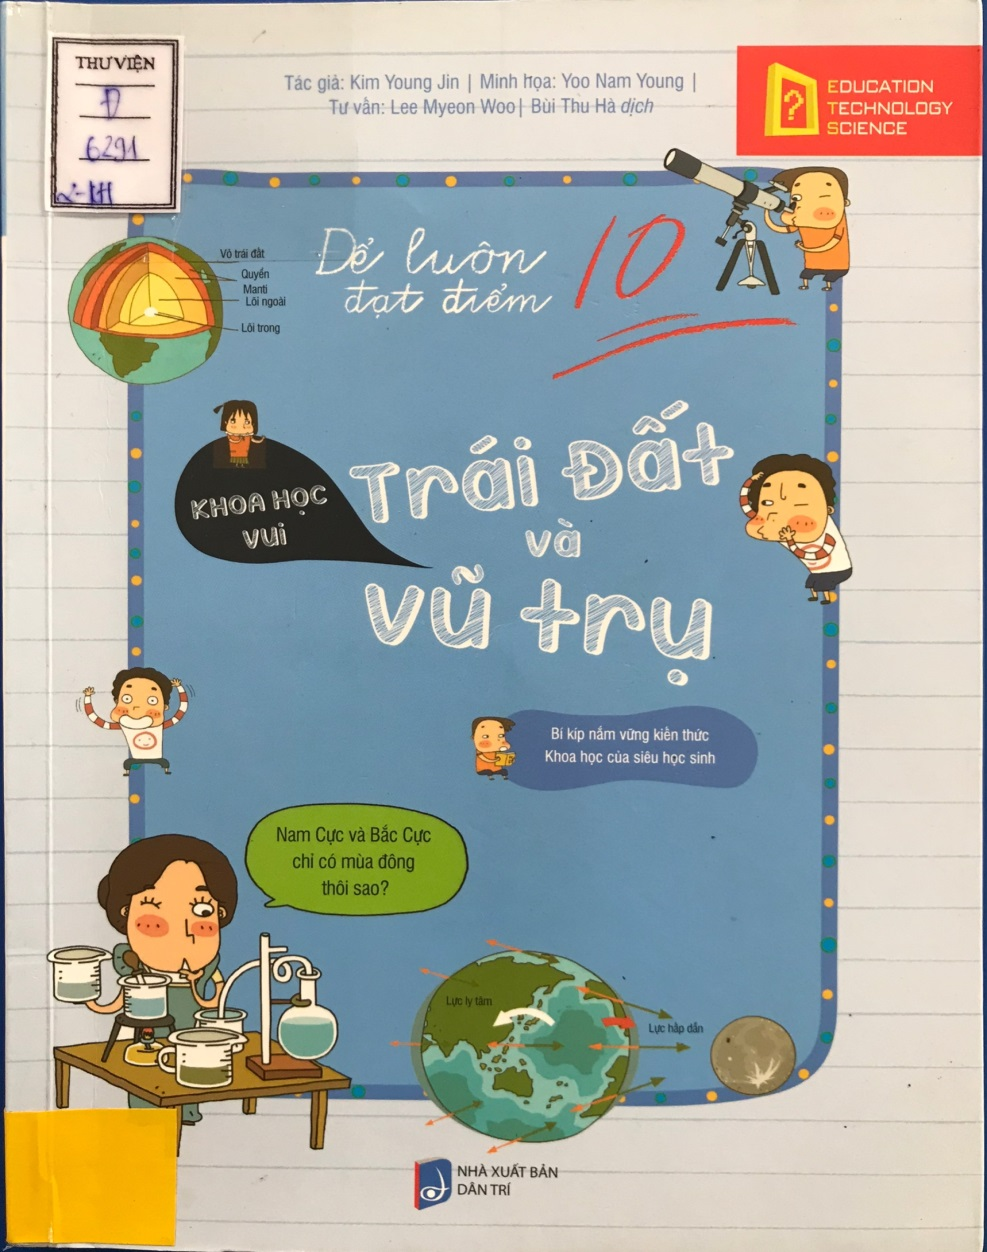 THƯ VIỆN
Đ
6291
Tác giả: Kim Young Jin | Minh họa: Yoo Nam Young |
Tư vấn: Lee Myeon Woo| Bùi Thu Hà dịch
EDUCATION
TECHNOLOGY
SCIENCE
Vỏ trái đất
Quyển
Manti
Lõi ngoài
Lõi trong
Để luôn
đạt điểm 10
KHOA HỌC
VUI
Trái Đất
và
vũ trụ
Bí kíp nắm vững kiến thức
Khoa học của siêu học sinh
Nam Cực và Bắc Cực
chỉ có mùa đông
thôi sao?
Lực ly tâm
Lực hấp dẫn
NHÀ XUẤT BẢN
DÂN TRÍ